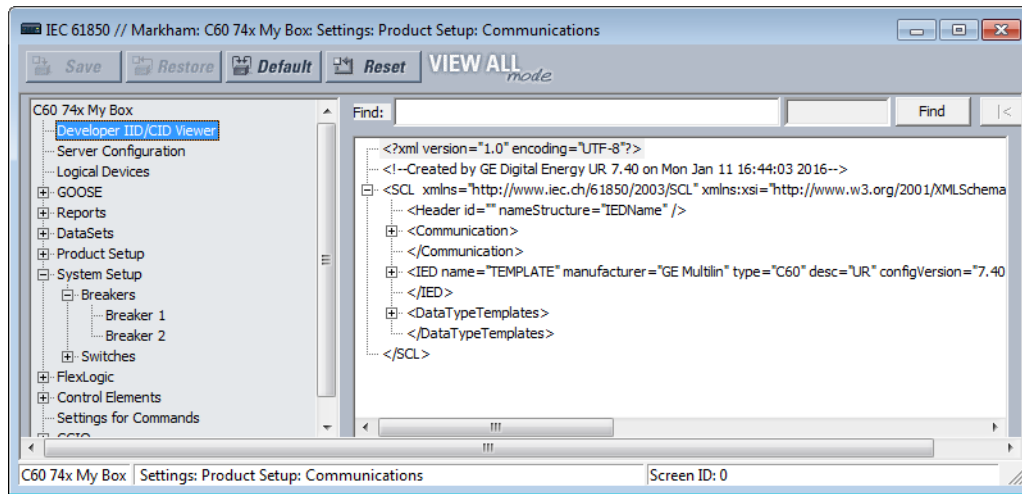 IEC 61850 // Markham: C60 74x My Box: Settings: Product Setup: Communications
Save Restore Default Reset VIEW ALL mode
C60 74x My Box
Developer IID/CID Viewer
Server Configuration
Logical Devices
GOOSE
Reports
DataSets
Product Setup
System Setup
Breakers
Breaker 1
Breaker 2
Switches
FlexLogic
Control Elements
Settings for Commands
Find: Find |<
<?xml version="1.0" encoding="UTF-8"?>
<!--Created by GE Digital Energy UR 7.40 on Mon Jan 11 16:44:03 2016-->
<SCL xmlns="http://www.iec.ch/61850/2003/SCL" xmlns:xsi="http://www.w3.org/2001/XMLSchema
<Header id="" nameStructure="IEDName" />
<Communication>
</Communication>
<IED name="TEMPLATE" manufacturer="GE Multilin" type="C60" desc="UR" configVersion="7.40
</IED>
<DataTypeTemplates>
</DataTypeTemplates>
</SCL>
C60 74x My Box Settings: Product Setup: Communications Screen ID: 0